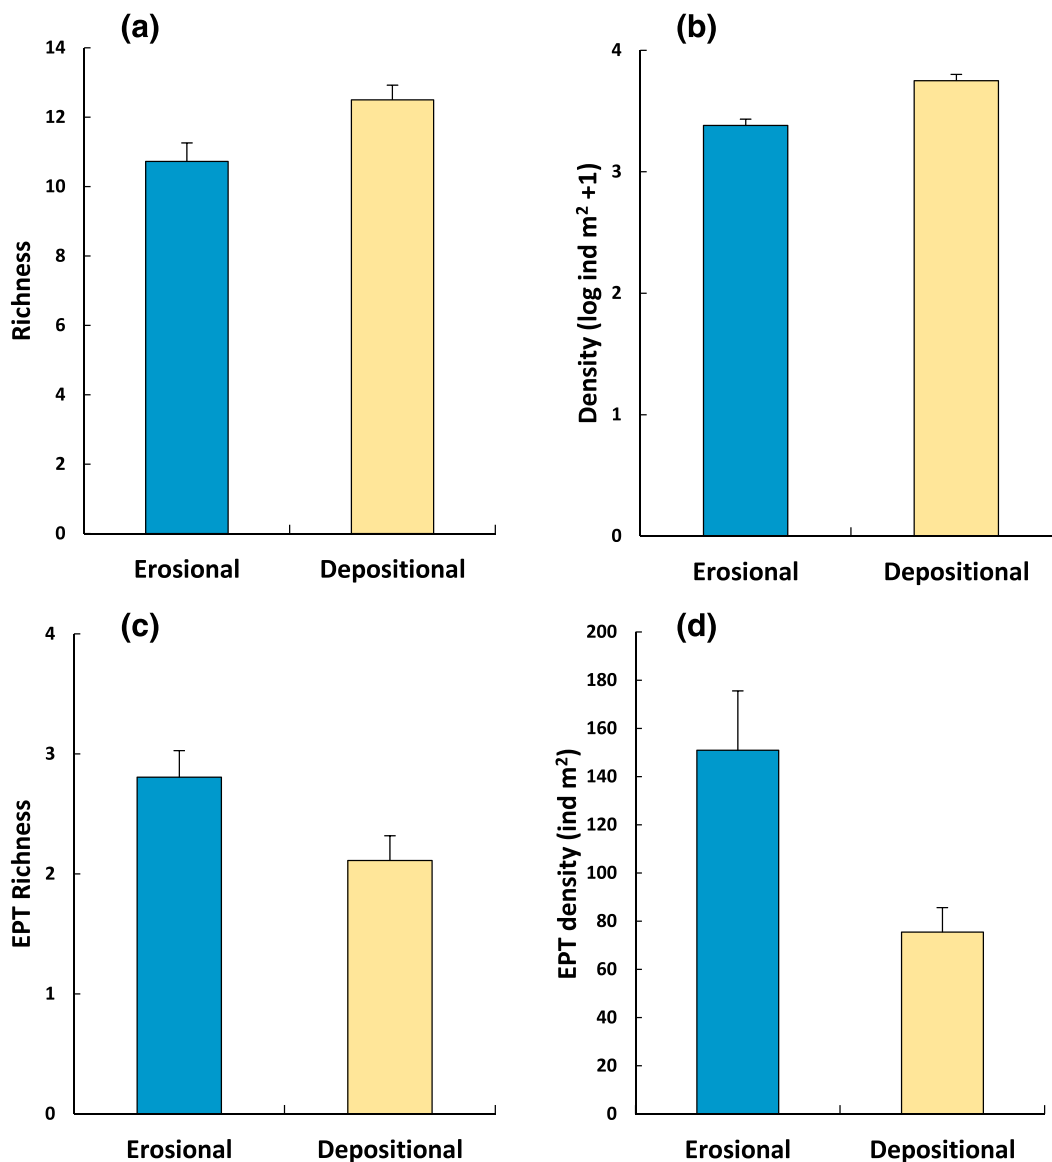 (a)
14
12
10
8
6
4
2
0
Richness
Erosional Depositional
(b)
4
3
2
1
0
Density (log ind m² +1)
Erosional Depositional
(c)
4
3
2
1
0
EPT Richness
Erosional Depositional
(d)
200
180
160
140
120
100
80
60
40
20
0
EPT density (ind m²)
Erosional Depositional